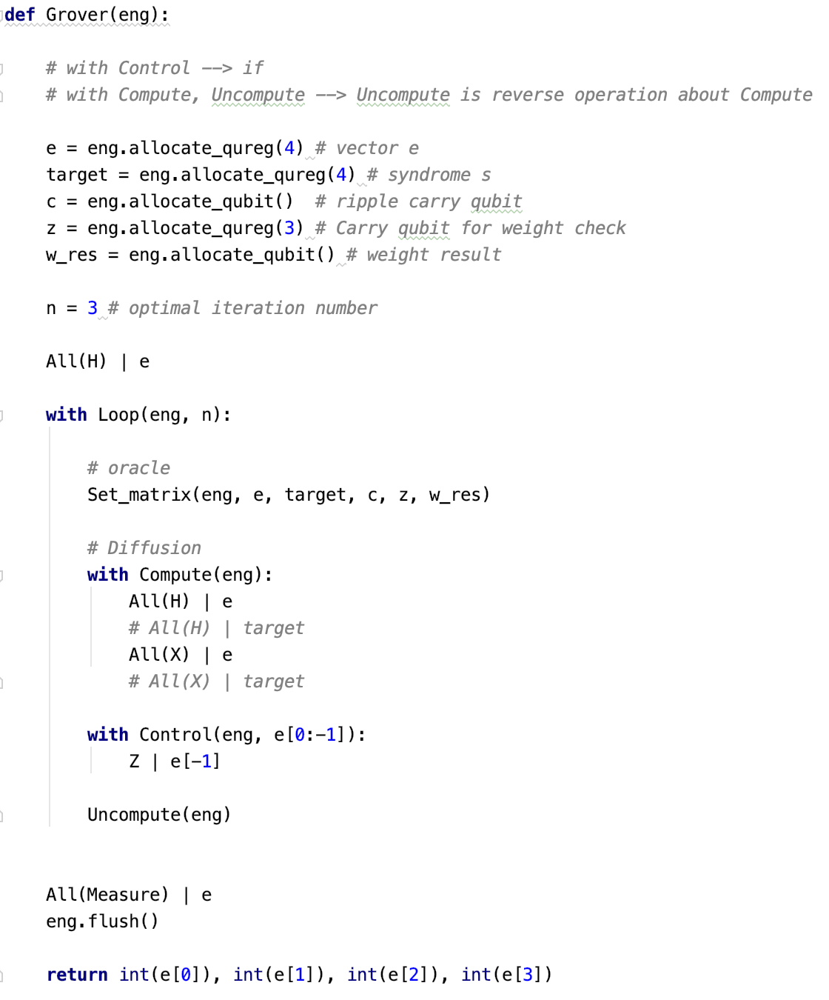 def Grover(eng):
# with Control --> if
# with Compute, Uncompute --> Uncompute is reverse operation about Compute
e = eng.allocate_qureg(4) # vector e
target = eng.allocate_qureg(4) # syndrome s
c = eng.allocate_qubit()  # ripple carry qubit
z = eng.allocate_qureg(3) # Carry qubit for weight check
w_res = eng.allocate_qubit() # weight result
n = 3 # optimal iteration number
All(H) | e
with Loop(eng, n):
# oracle
Set_matrix(eng, e, target, c, z, w_res)
# Diffusion
with Compute(eng):
All(H) | e
# All(H) | target
All(X) | e
# All(X) | target
with Control(eng, e[0:-1]):
Z | e[-1]
Uncompute(eng)
All(Measure) | e
eng.flush()
return int(e[0]), int(e[1]), int(e[2]), int(e[3])